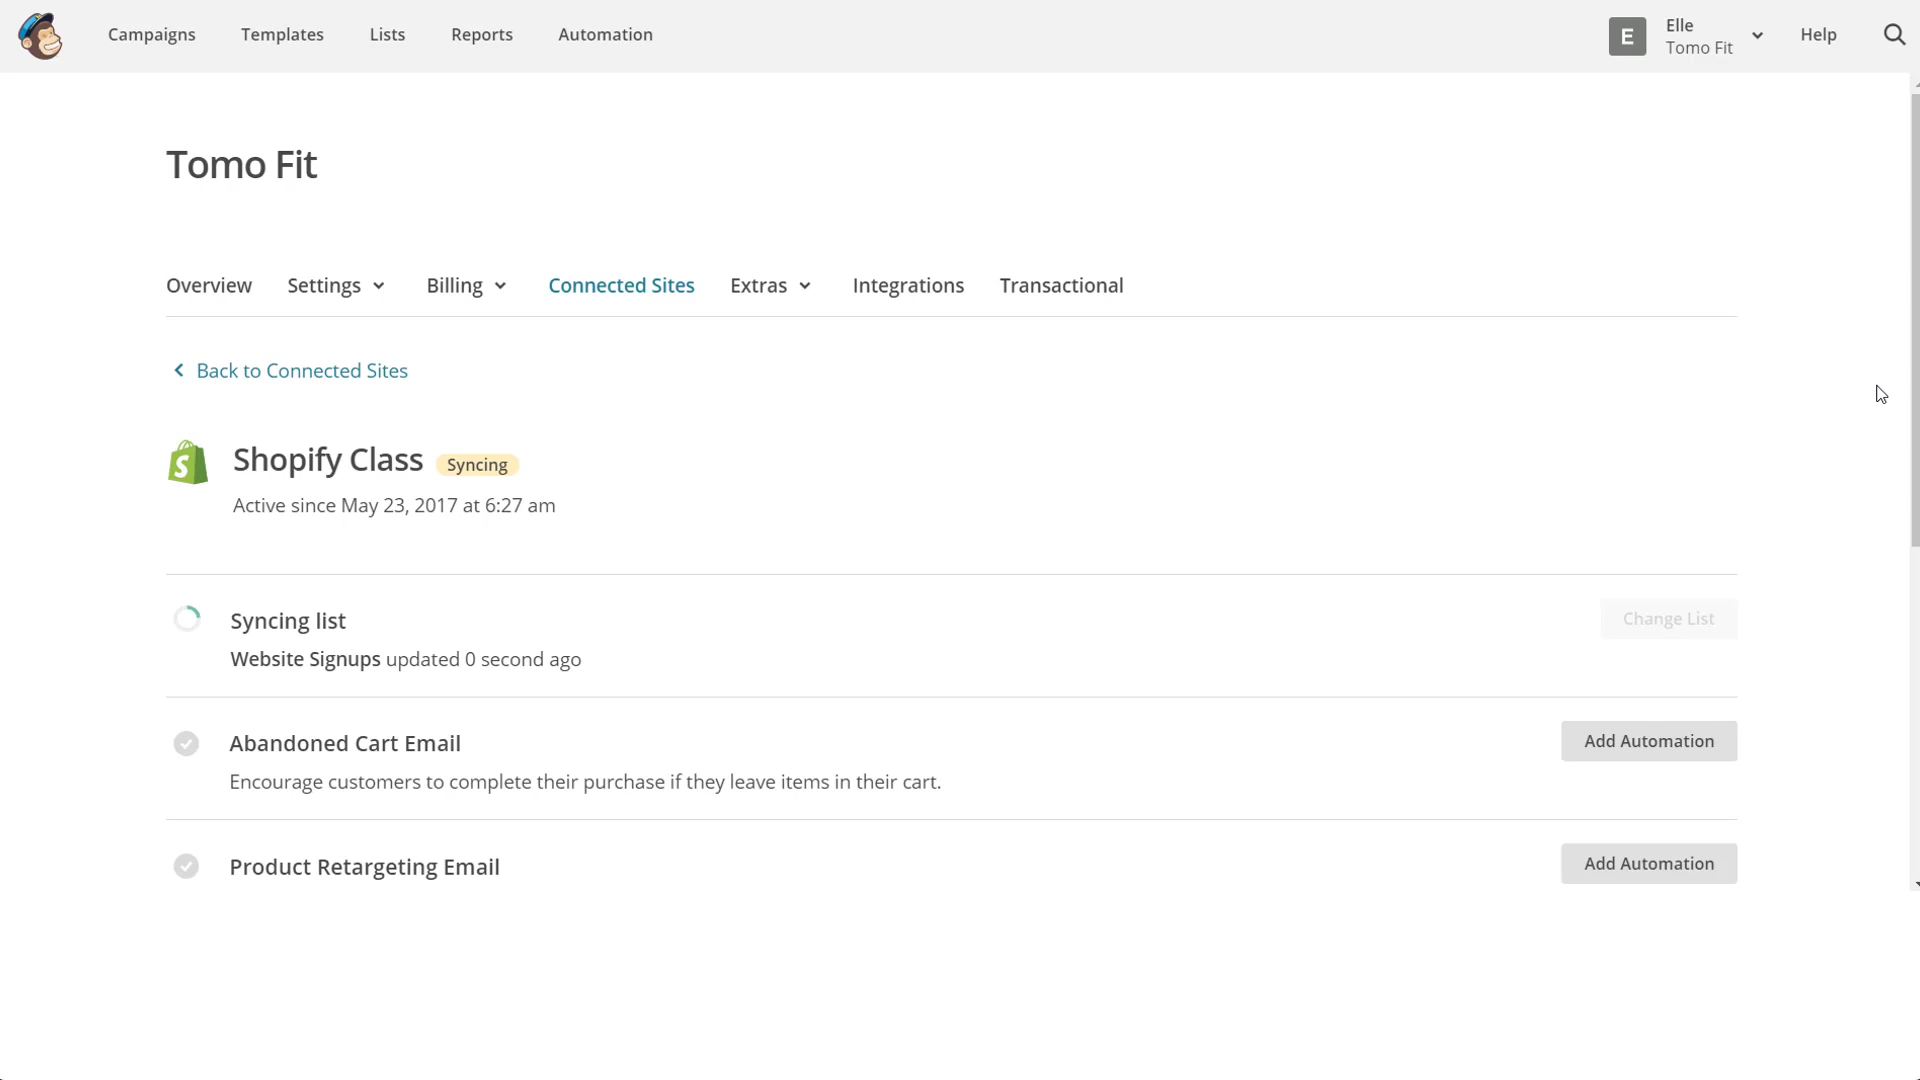 Campaigns Templates Lists Reports Automation
E Elle Tomo Fit Help
Tomo Fit
Overview Settings Billing Connected Sites Extras Integrations Transactional
Back to Connected Sites
Shopify Class Syncing
Active since May 23, 2017 at 6:27 am
Syncing list Change List
Website Signups updated 0 second ago
Abandoned Cart Email Add Automation
Encourage customers to complete their purchase if they leave items in their cart.
Product Retargeting Email Add Automation